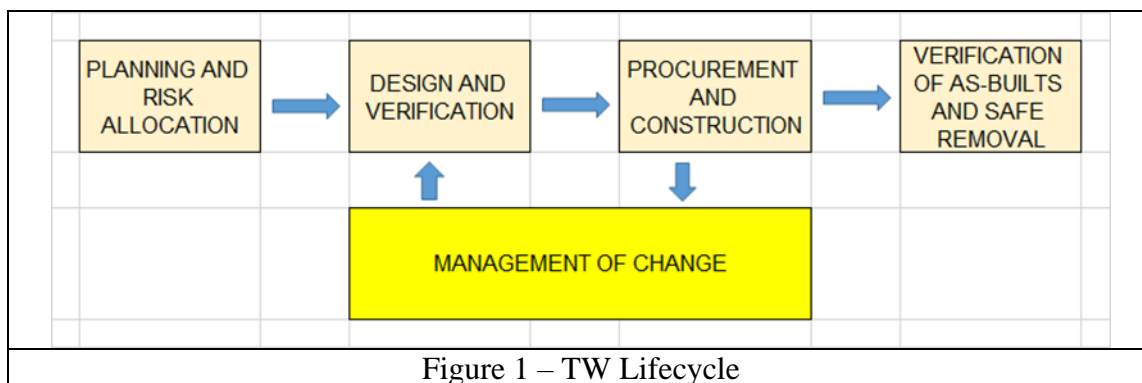 PLANNING AND
RISK
ALLOCATION
DESIGN AND
VERIFICATION
PROCUREMENT
AND
CONSTRUCTION
VERIFICATION
OF AS-BUILTS
AND SAFE
REMOVAL
MANAGEMENT OF CHANGE
Figure 1 – TW Lifecycle